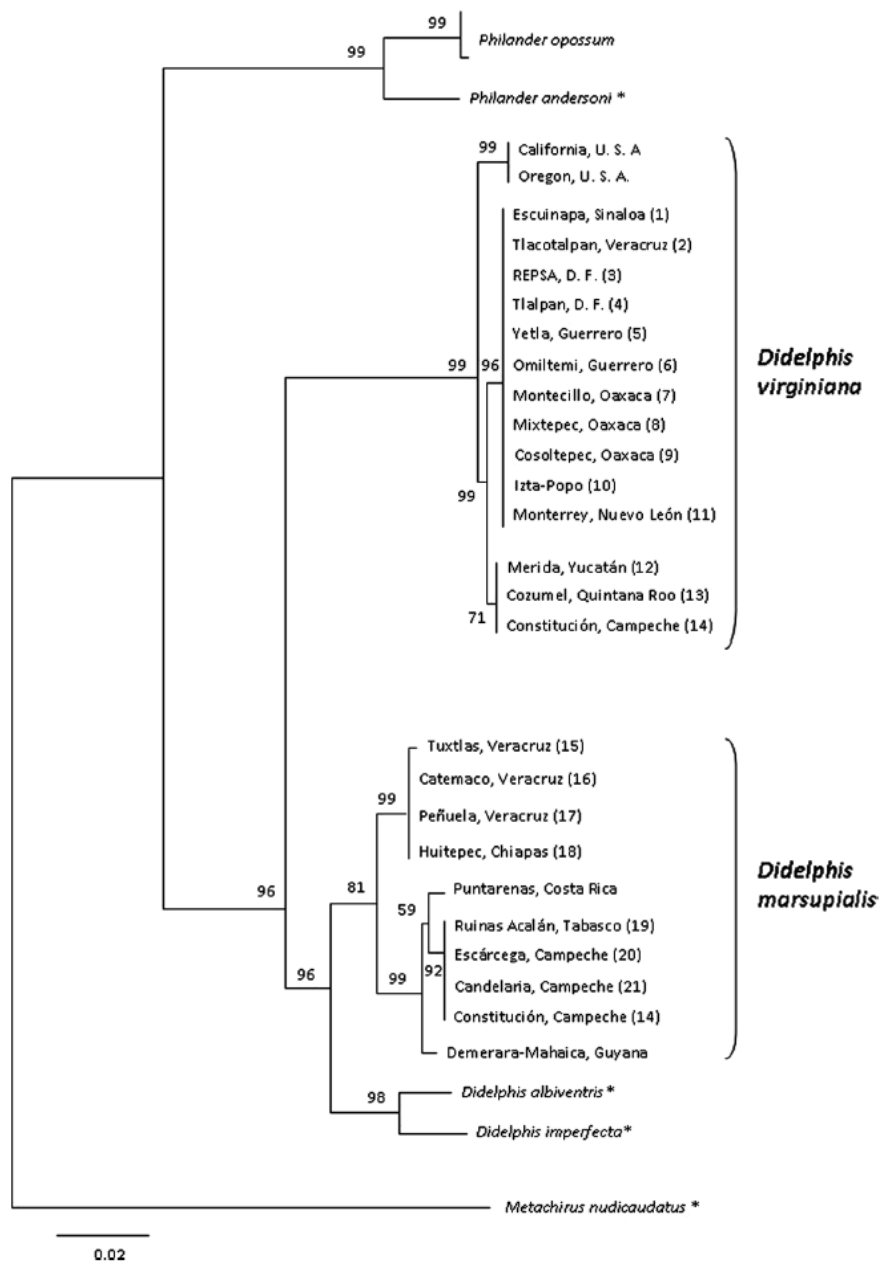 99
Philander opossum
99
Philander andersoni *
99
California, U. S. A
Oregon, U. S. A.
Escuinapa, Sinaloa (1)
Tlacotalpan, Veracruz (2)
REPSA, D. F. (3)
Tlalpan, D. F. (4)
Yetla, Guerrero (5)
99
96
Omiltemi, Guerrero (6)
Montecillo, Oaxaca (7)
Mixtepec, Oaxaca (8)
Cosoltepec, Oaxaca (9)
Izta-Popo (10)
99
Monterrey, Nuevo León (11)
Merida, Yucatán (12)
Cozumel, Quintana Roo (13)
71
Constitución, Campeche (14)
Didelphis
virginiana
Tuxtlas, Veracruz (15)
Catemaco, Veracruz (16)
99
Peñuela, Veracruz (17)
Huitepec, Chiapas (18)
96
81
Puntarenas, Costa Rica
59
Ruinas Acalán, Tabasco (19)
Escárcega, Campeche (20)
96
99
92
Candelaria, Campeche (21)
Constitución, Campeche (14)
Demerara-Mahaica, Guyana
Didelphis
marsupialis
98
Didelphis albiventris *
Didelphis imperfecta*
Metachirus nudicaudatus *
0.02